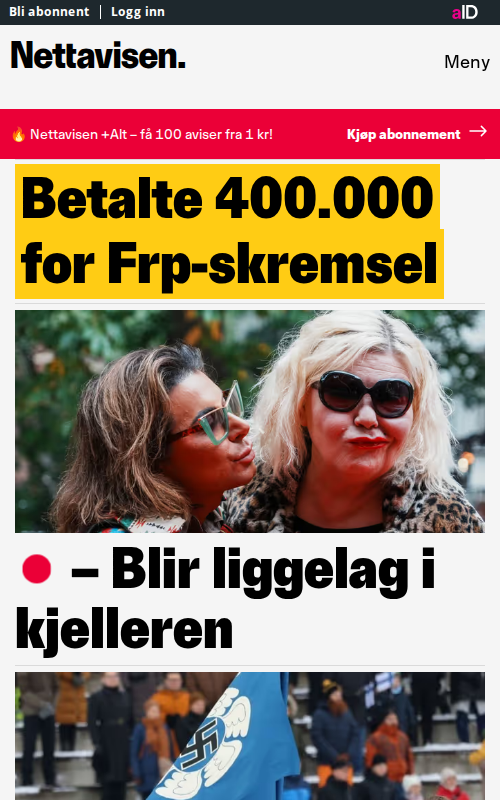 Bli abonnent
Logg inn
aID
Nettavisen.
Meny
🔥 Nettavisen +Alt – få 100 aviser fra 1 kr!
Kjøp abonnement →
Betalte 400.000
for Frp-skremsel
– Blir liggelag i
kjelleren